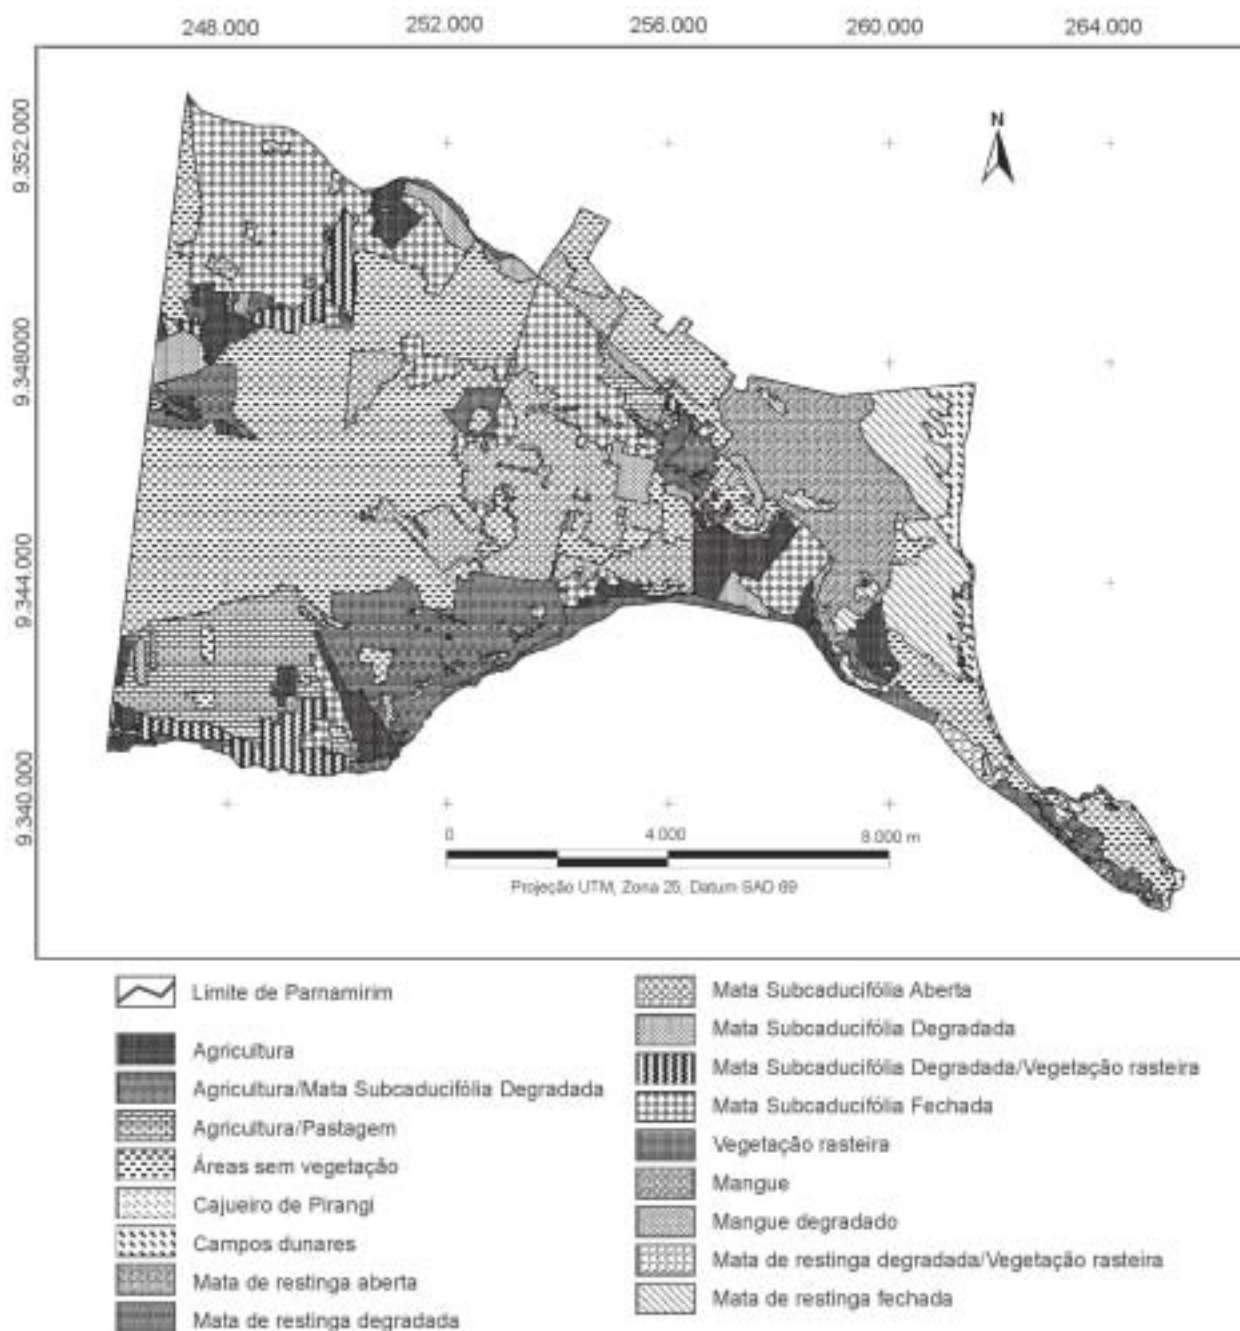 248.000 252.000 256.000 260.000 264.000
9.352.000
N
9.348000
9.344.000
9.340.000
0 4.000 8.000 m
Projeção UTM, Zona 25, Datum SAD 69
Limite de Parnamirim
Agricultura
Agricultura/Mata Subcaducifólia Degradada
Agricultura/Pastagem
Áreas sem vegetação
Cajueiro de Pirangi
Campos dunares
Mata de restinga aberta
Mata de restinga degradada
Mata Subcaducifólia Aberta
Mata Subcaducifólia Degradada
Mata Subcaducifólia Degradada/Vegetação rasteira
Mata Subcaducifólia Fechada
Vegetação rasteira
Mangue
Mangue degradado
Mata de restinga degradada/Vegetação rasteira
Mata de restinga fechada